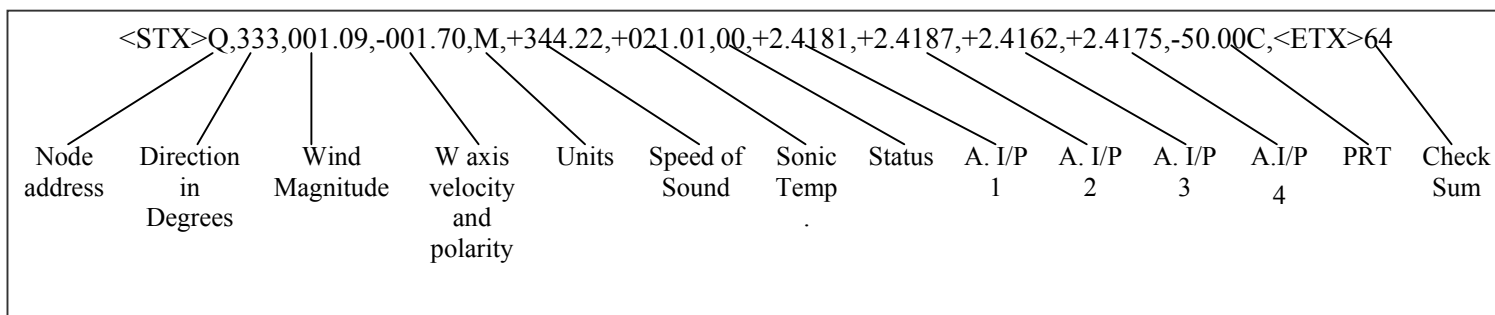 <STX>Q,333,001.09,-001.70,M,+344.22,+021.01,00,+2.4181,+2.4187,+2.4162,+2.4175,-50.00C,<ETX>64
Node address
Direction in Degrees
Wind Magnitude
W axis velocity and polarity
Units
Speed of Sound
Sonic Temp .
Status
A. I/P 1
A. I/P 2
A. I/P 3
A.I/P 4
PRT
Check Sum